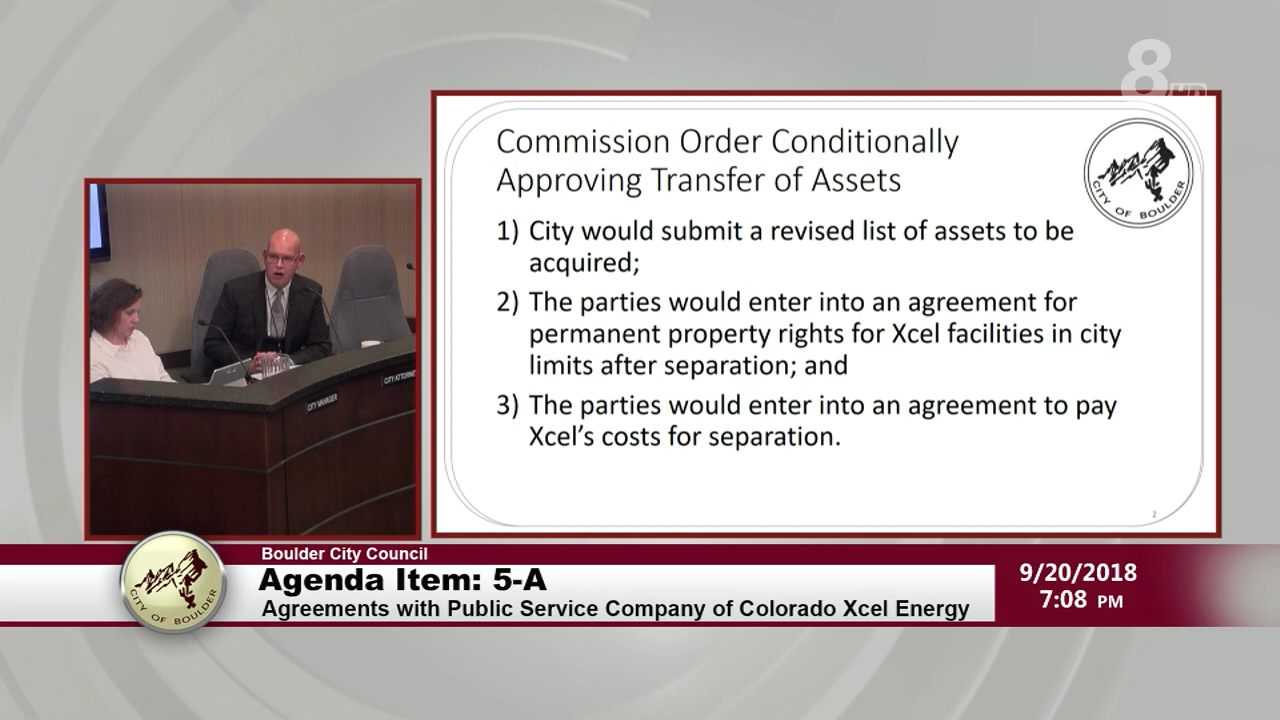 8
HD
Commission Order Conditionally
Approving Transfer of Assets
CITY OF BOULDER
1) City would submit a revised list of assets to be
acquired;
2) The parties would enter into an agreement for
permanent property rights for Xcel facilities in city
limits after separation; and
3) The parties would enter into an agreement to pay
Xcel's costs for separation.
2
CITY MANAGER
CITY ATTORNE
Boulder City Council
Agenda Item: 5-A
Agreements with Public Service Company of Colorado Xcel Energy
CITY OF BOULDER
9/20/2018
7:08 PM